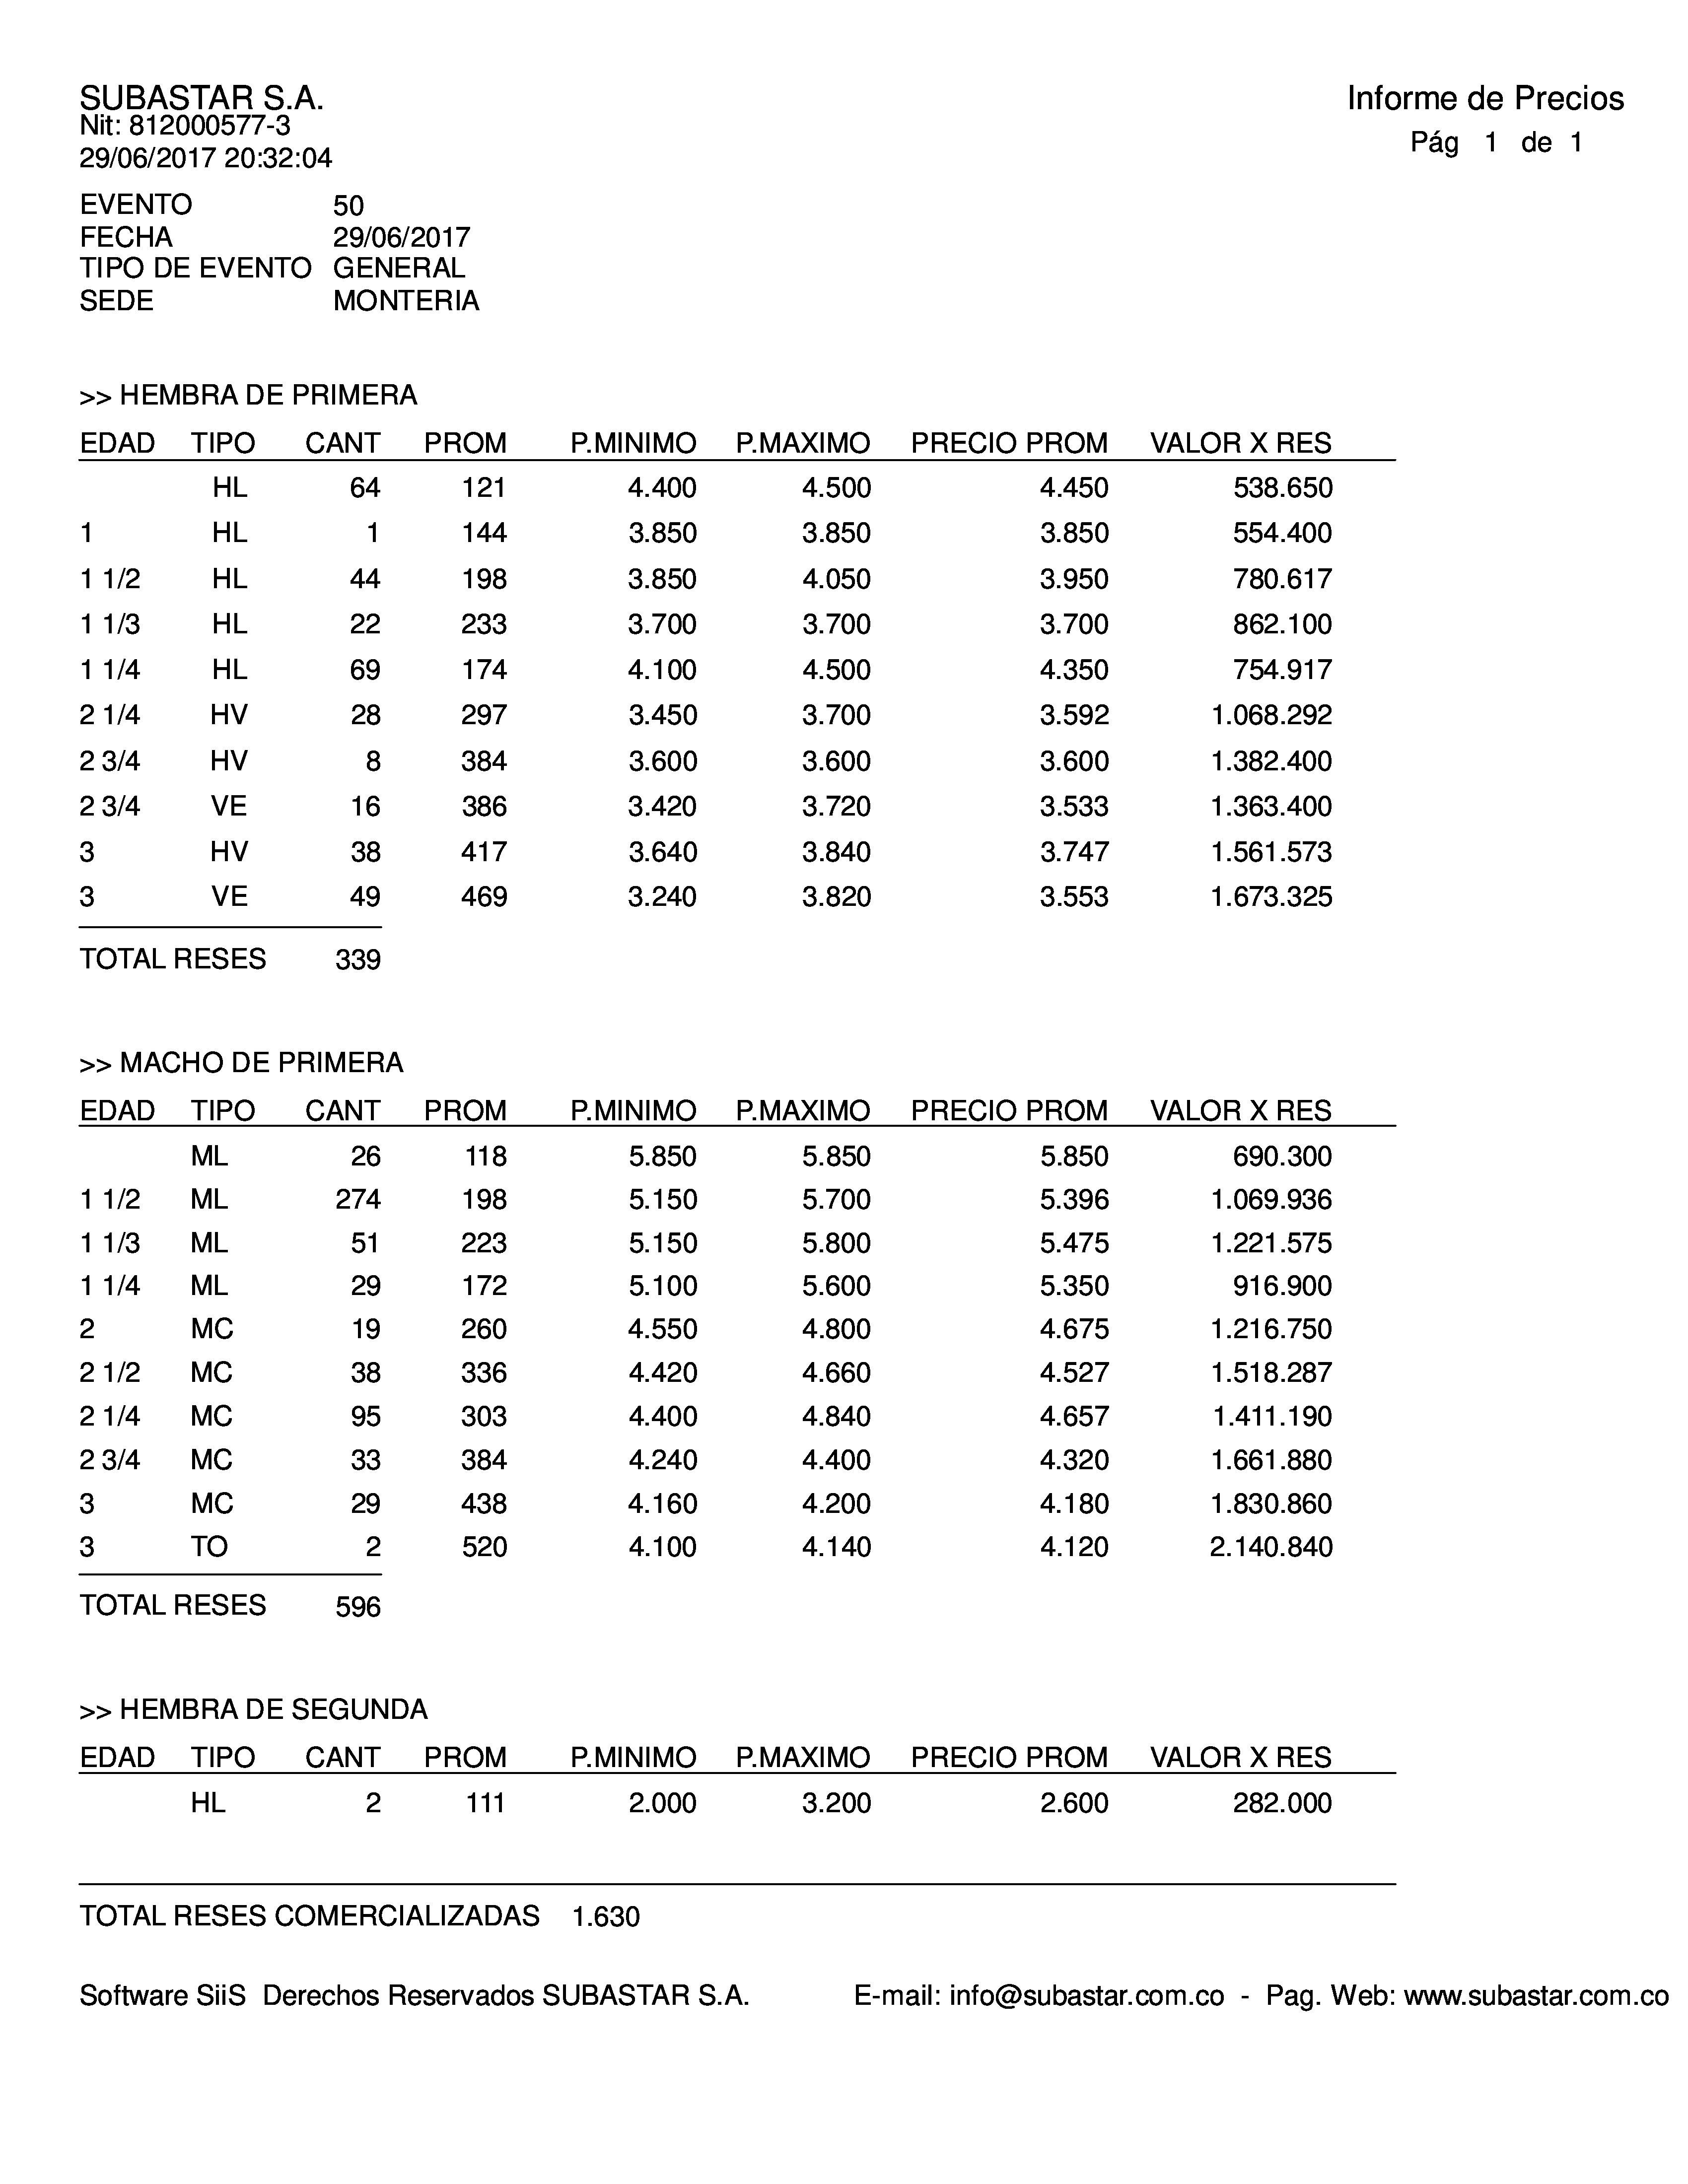 SUBASTAR S.A. Informe de Precios
Nit: 812000577-3
Pág 1 de 1
29/06/2017 20:32:04
EVENTO 50
FECHA 29/06/2017
TIPO DE EVENTO GENERAL
SEDE MONTERIA
>> HEMBRA DE PRIMERA
EDAD TIPO CANT PROM P.MINIMO P.MAXIMO PRECIO PROM VALOR X RES
HL 64 121 4.400 4.500 4.450 538.650
1 HL 1 144 3.850 3.850 3.850 554.400
1 1/2 HL 44 198 3.850 4.050 3.950 780.617
1 1/3 HL 22 233 3.700 3.700 3.700 862.100
1 1/4 HL 69 174 4.100 4.500 4.350 754.917
2 1/4 HV 28 297 3.450 3.700 3.592 1.068.292
2 3/4 HV 8 384 3.600 3.600 3.600 1.382.400
2 3/4 VE 16 386 3.420 3.720 3.533 1.363.400
3 HV 38 417 3.640 3.840 3.747 1.561.573
3 VE 49 469 3.240 3.820 3.553 1.673.325
TOTAL RESES 339
>> MACHO DE PRIMERA
EDAD TIPO CANT PROM P.MINIMO P.MAXIMO PRECIO PROM VALOR X RES
ML 26 118 5.850 5.850 5.850 690.300
1 1/2 ML 274 198 5.150 5.700 5.396 1.069.936
1 1/3 ML 51 223 5.150 5.800 5.475 1.221.575
1 1/4 ML 29 172 5.100 5.600 5.350 916.900
2 MC 19 260 4.550 4.800 4.675 1.216.750
2 1/2 MC 38 336 4.420 4.660 4.527 1.518.287
2 1/4 MC 95 303 4.400 4.840 4.657 1.411.190
2 3/4 MC 33 384 4.240 4.400 4.320 1.661.880
3 MC 29 438 4.160 4.200 4.180 1.830.860
3 TO 2 520 4.100 4.140 4.120 2.140.840
TOTAL RESES 596
>> HEMBRA DE SEGUNDA
EDAD TIPO CANT PROM P.MINIMO P.MAXIMO PRECIO PROM VALOR X RES
HL 2 111 2.000 3.200 2.600 282.000
TOTAL RESES COMERCIALIZADAS 1.630
Software SiiS Derechos Reservados SUBASTAR S.A. E-mail: info@subastar.com.co - Pag. Web: www.subastar.com.co